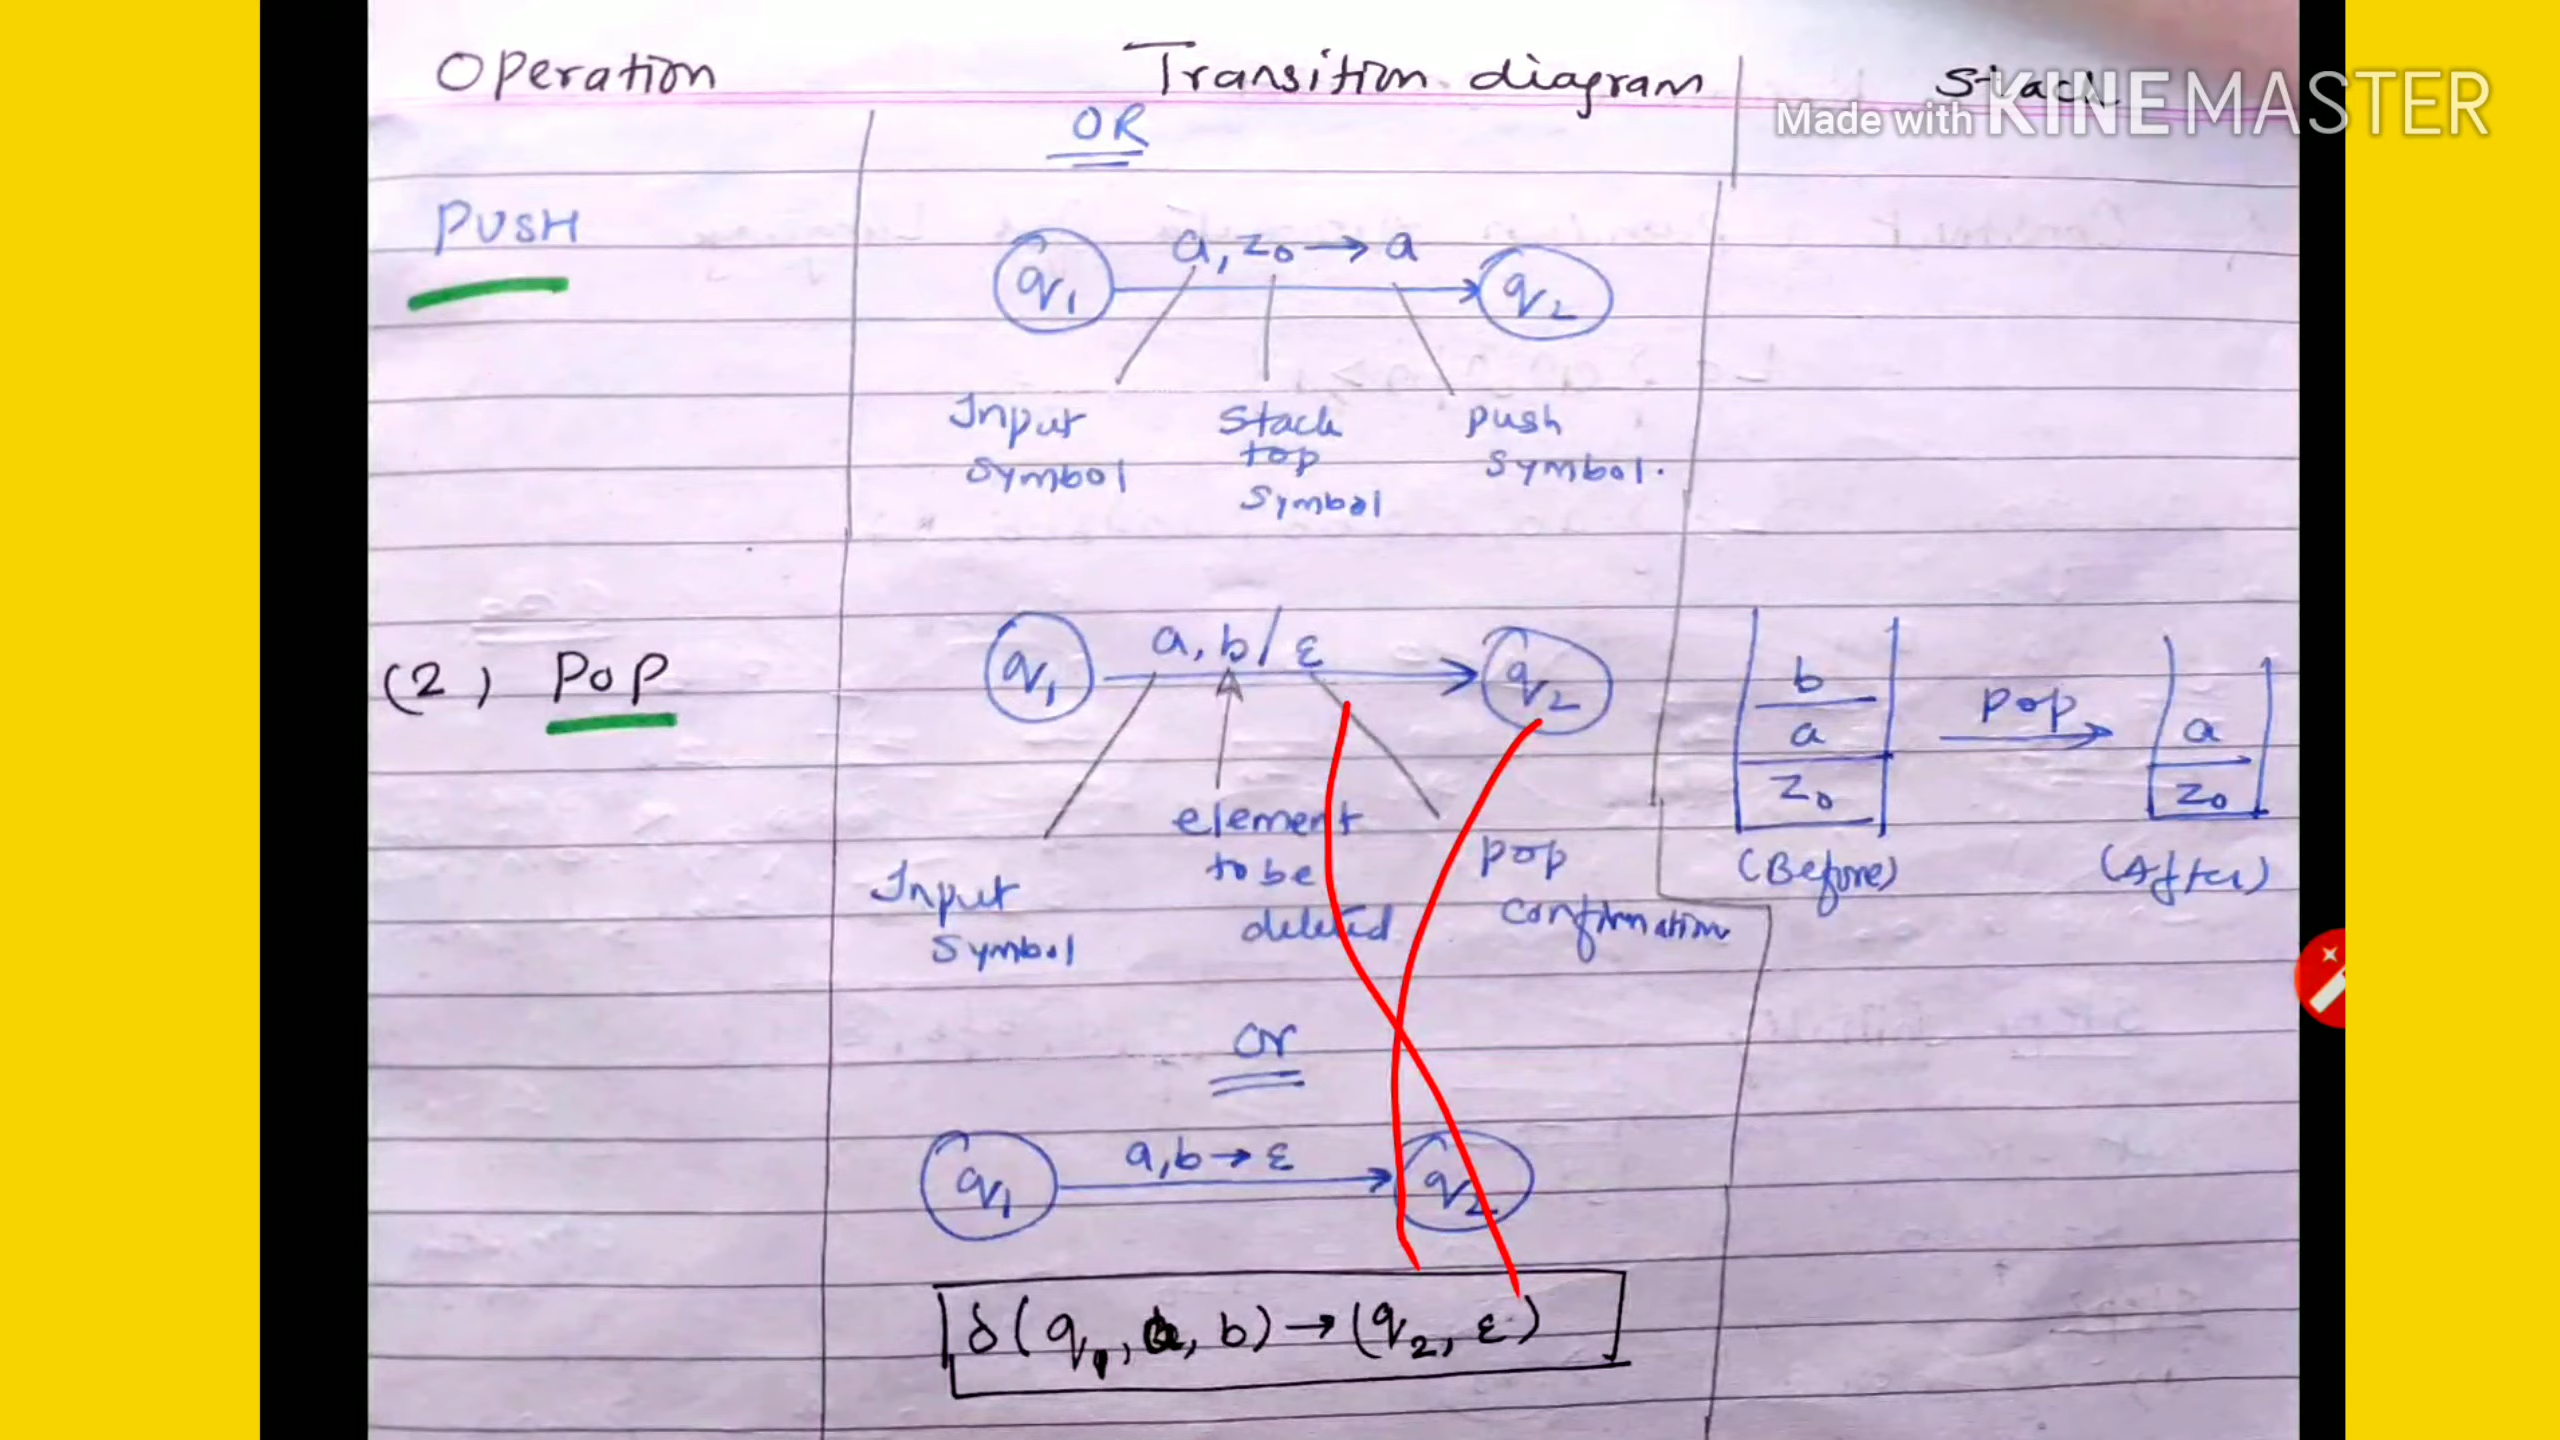 Operation Transition diagram Stack
Made with KINEMASTER
OR
PUSH
a, z₀ → a
q₁ q₂
Input Stack push
symbol top symbol.
symbol
(2) POP
q₁ a, b/ε q₂
b
a pop a
z₀ z₀
element
to be pop
deleted confirmation
Input
symbol
(Before) (After)
or
q₁ a,b → ε q₂
δ(q₁, a, b) → (q₂, ε)